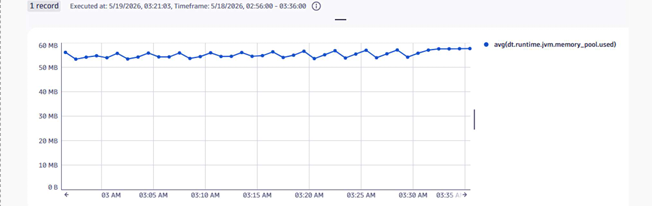 1 record Executed at: 5/19/2026, 03:21:03, Timeframe: 5/18/2026, 02:56:00 - 03:36:00
avg(dt.runtime.jvm.memory_pool.used)
60 MB
50 MB
40 MB
30 MB
20 MB
10 MB
0 B
03 AM 03:05 AM 03:10 AM 03:15 AM 03:20 AM 03:25 AM 03:30 AM 03:35 A